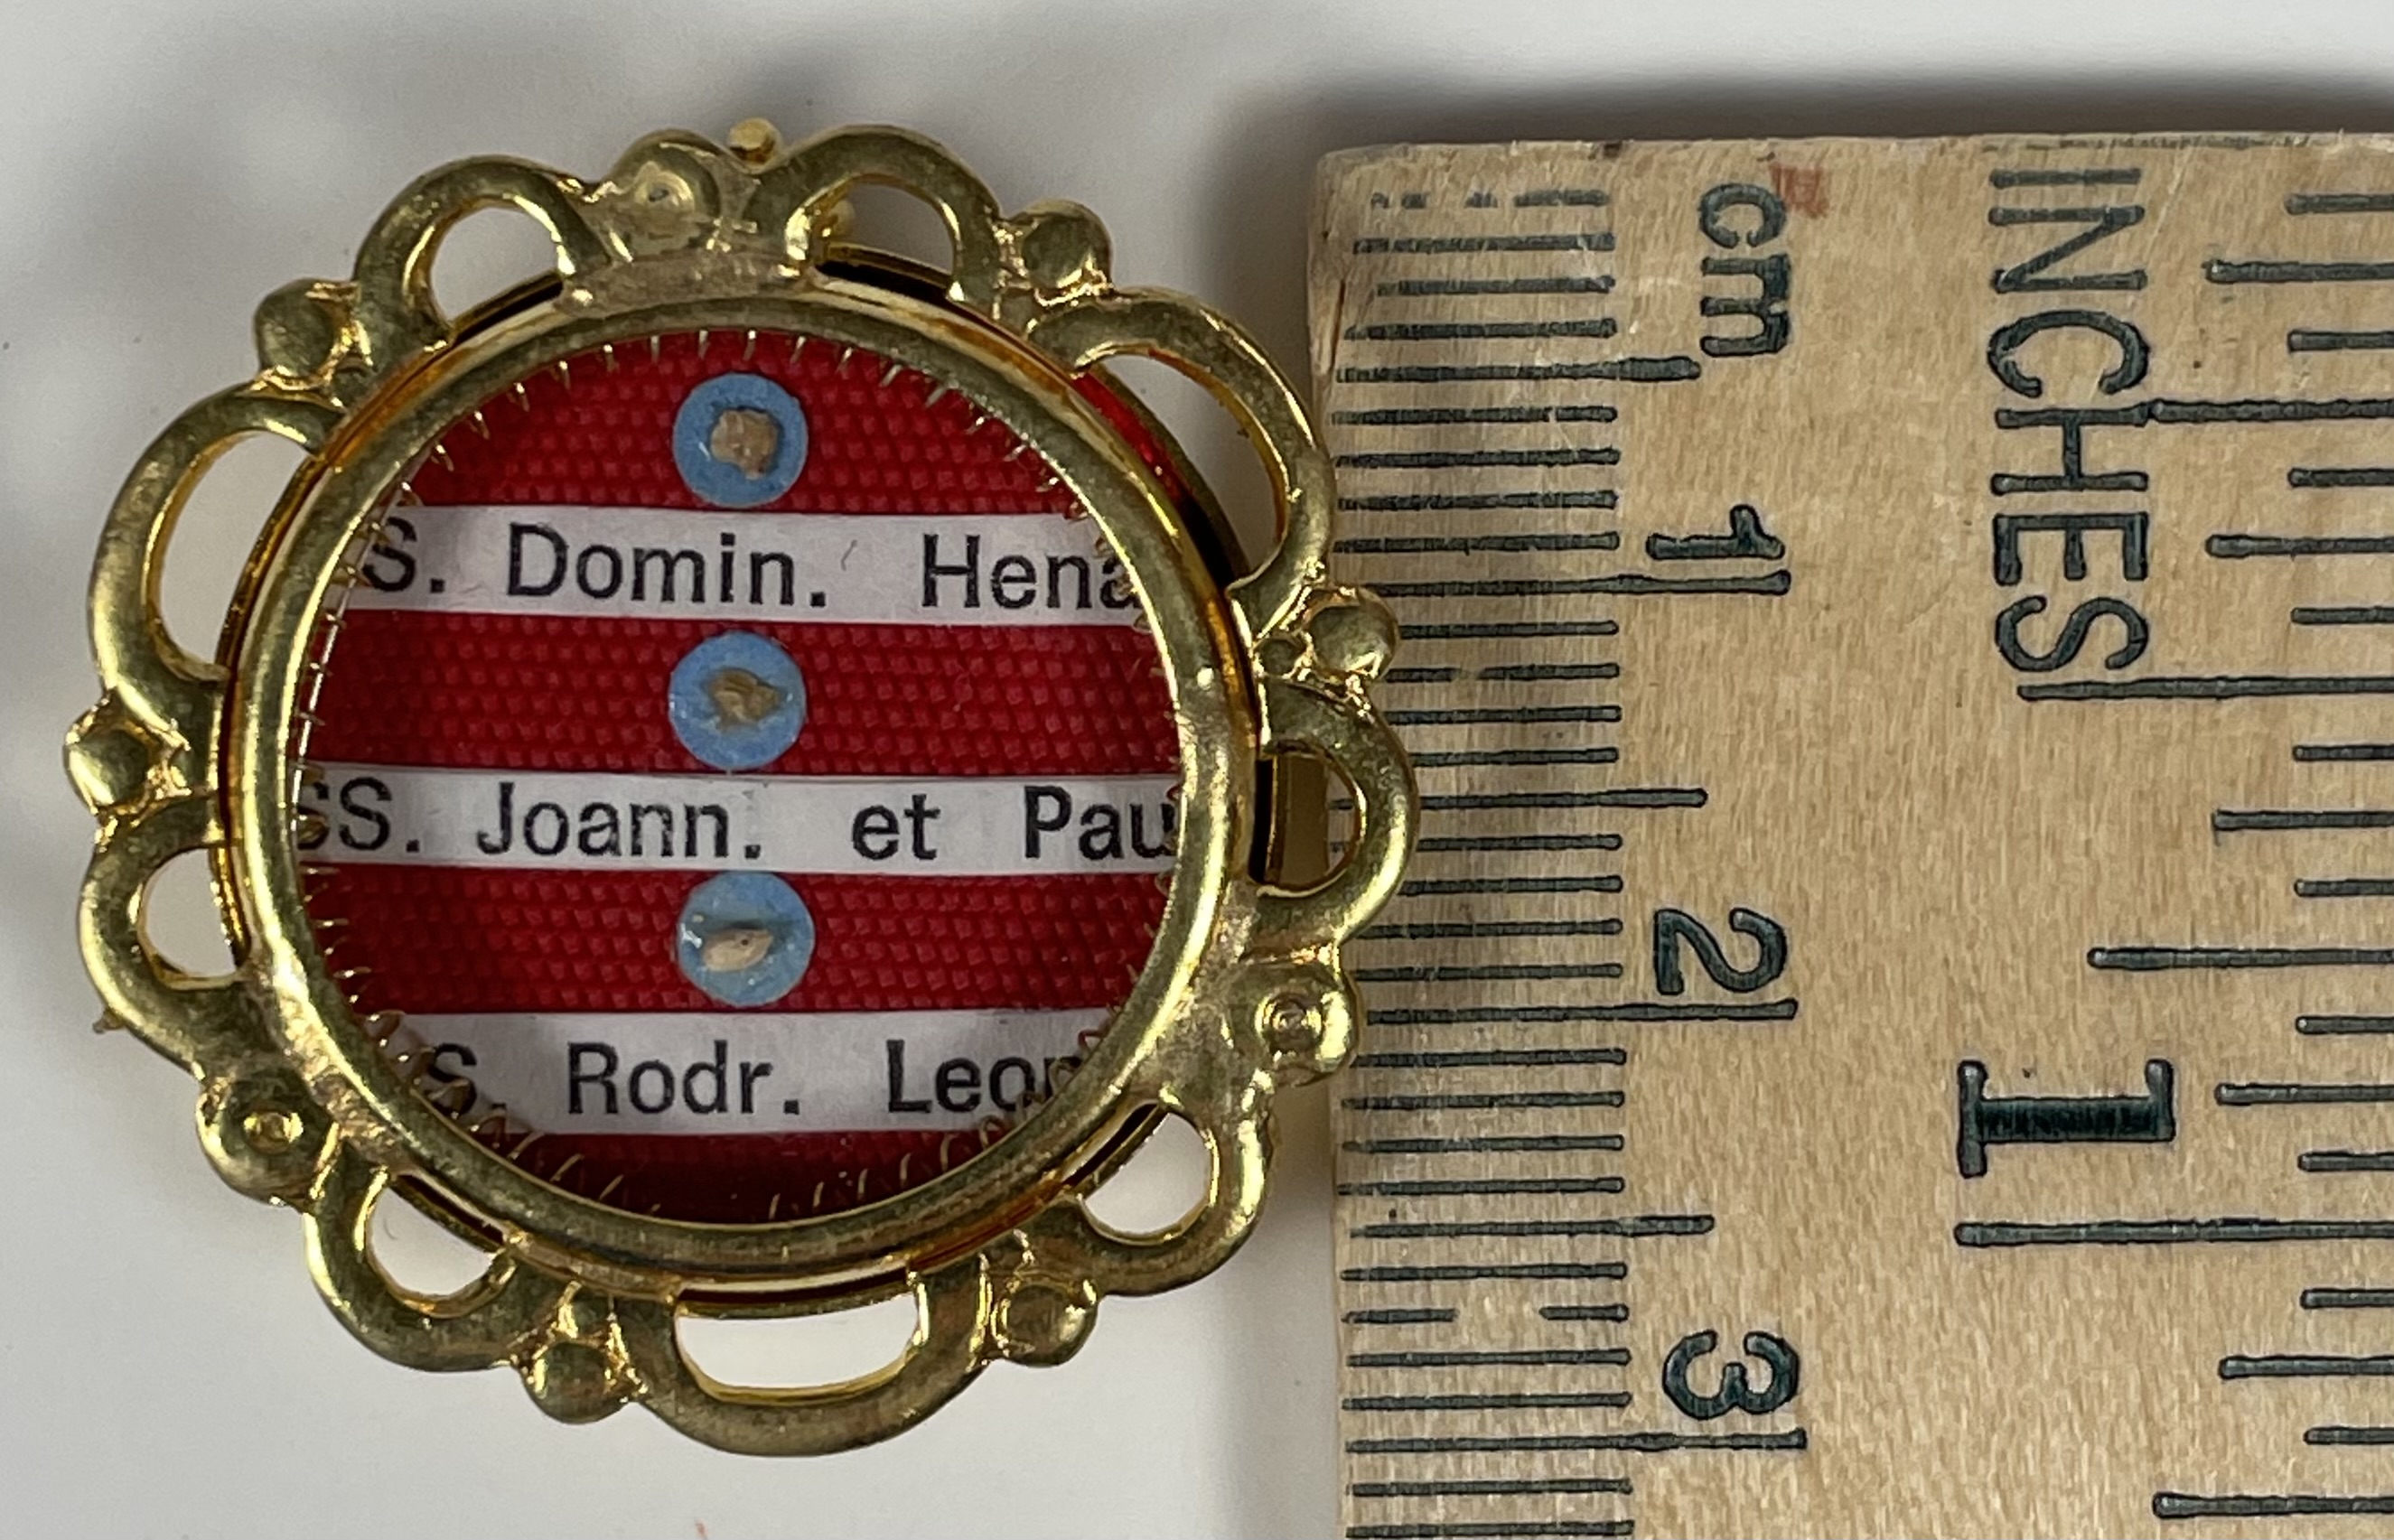 S. Domin. Hena
SS. Joann. et Pau
S. Rodr. Leon
cm
1
2
3
INCHES
1